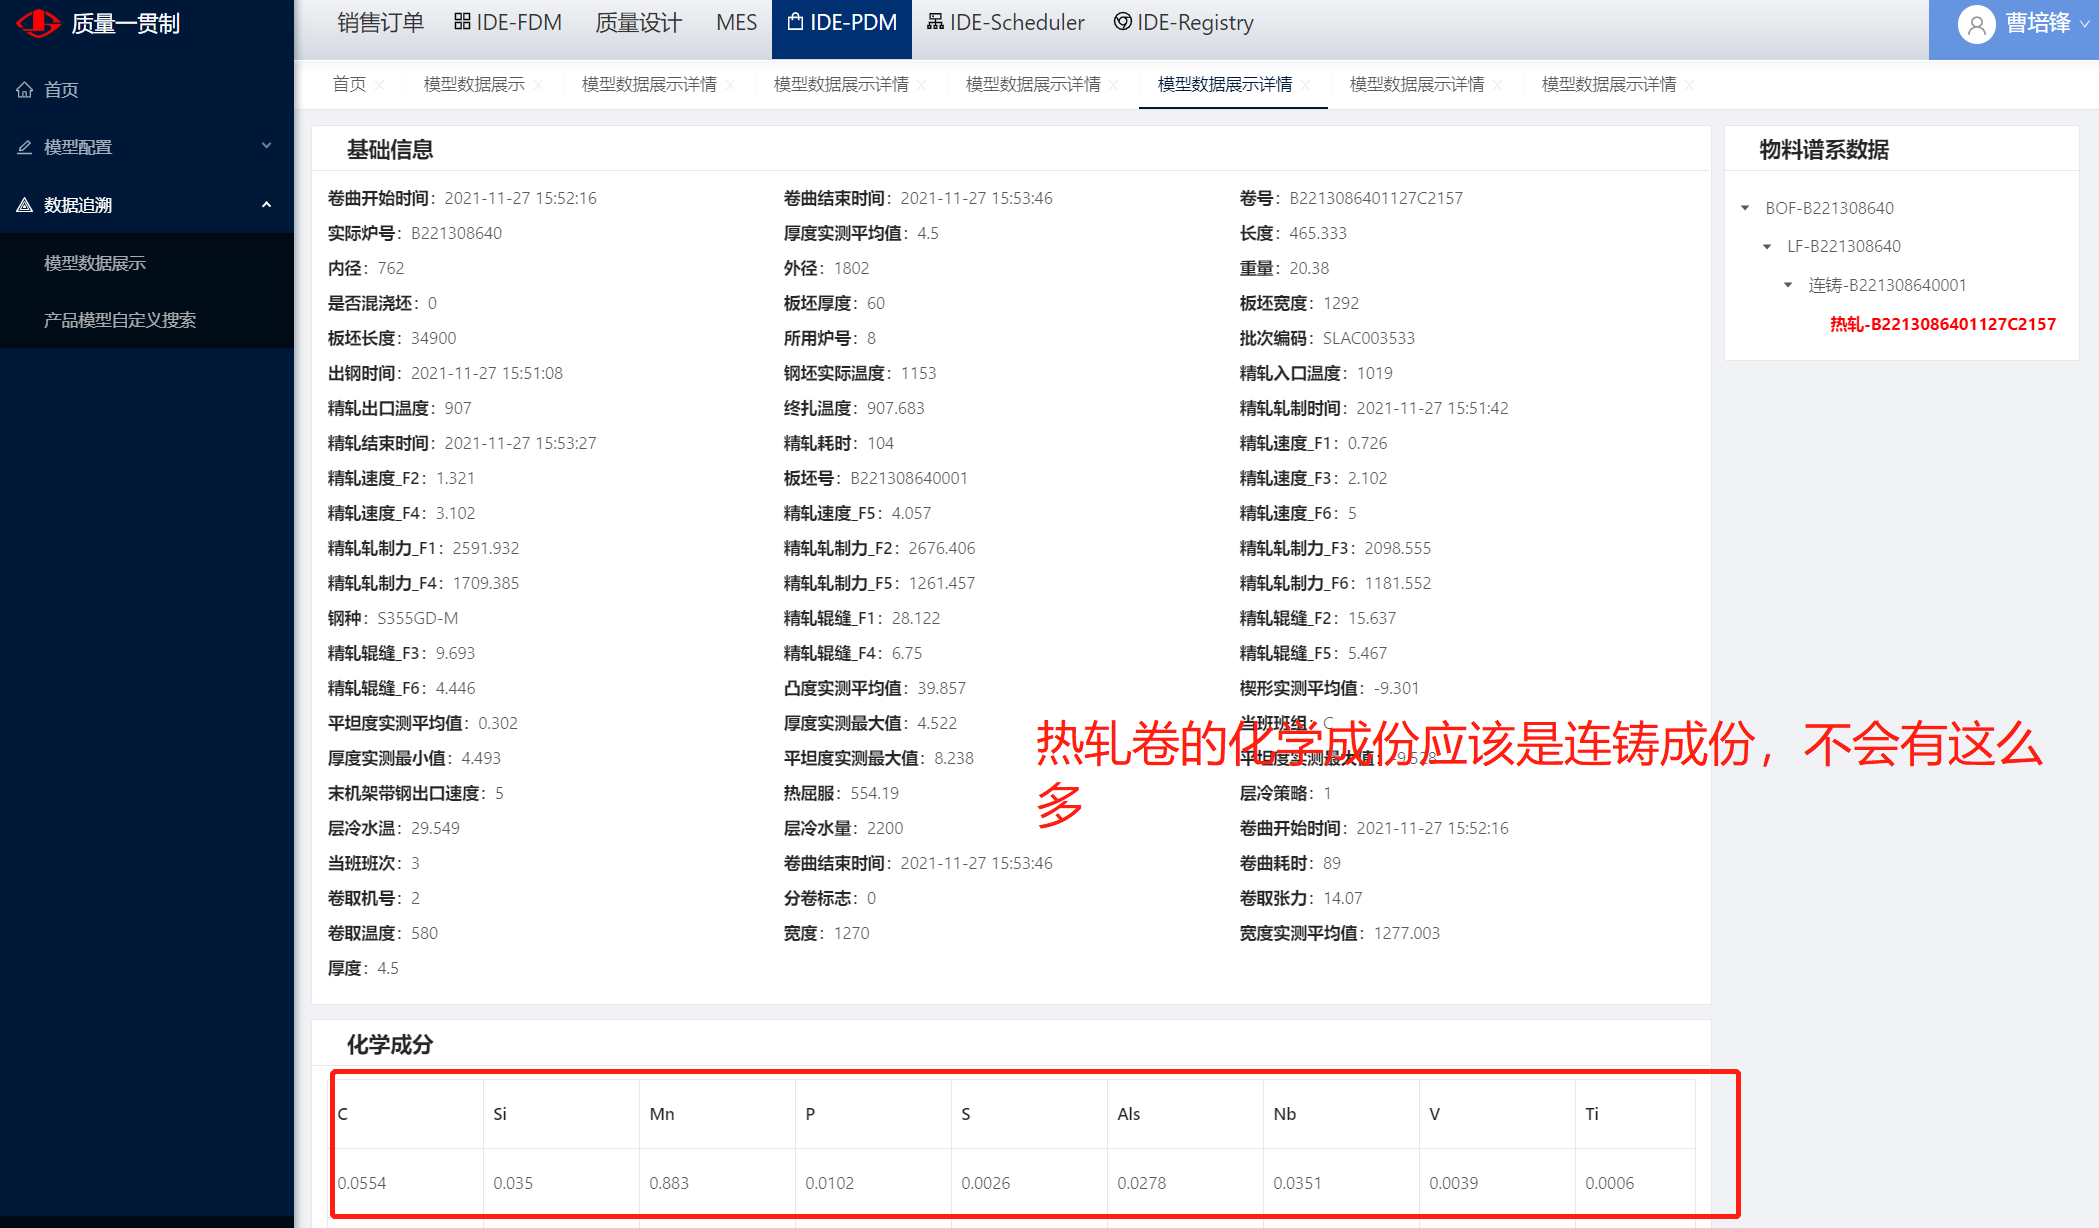 质量一贯制
销售订单 IDE-FDM 质量设计 MES IDE-PDM IDE-Scheduler IDE-Registry 曹培锋
首页 模型数据展示 模型数据展示详情 模型数据展示详情 模型数据展示详情 模型数据展示详情 模型数据展示详情 模型数据展示详情
首页
模型配置
数据追溯
模型数据展示
产品模型自定义搜索
基础信息
卷曲开始时间：2021-11-27 15:52:16 卷曲结束时间：2021-11-27 15:53:46 卷号：B2213086401127C2157
实际炉号：B221308640 厚度实测平均值：4.5 长度：465.333
内径：762 外径：1802 重量：20.38
是否混浇坯：0 板坯厚度：60 板坯宽度：1292
板坯长度：34900 所用炉号：8 批次编码：SLAC003533
出钢时间：2021-11-27 15:51:08 钢坯实际温度：1153 精轧入口温度：1019
精轧出口温度：907 终扎温度：907.683 精轧轧制时间：2021-11-27 15:51:42
精轧结束时间：2021-11-27 15:53:27 精轧耗时：104 精轧速度_F1：0.726
精轧速度_F2：1.321 板坯号：B221308640001 精轧速度_F3：2.102
精轧速度_F4：3.102 精轧速度_F5：4.057 精轧速度_F6：5
精轧轧制力_F1：2591.932 精轧轧制力_F2：2676.406 精轧轧制力_F3：2098.555
精轧轧制力_F4：1709.385 精轧轧制力_F5：1261.457 精轧轧制力_F6：1181.552
钢种：S355GD-M 精轧辊缝_F1：28.122 精轧辊缝_F2：15.637
精轧辊缝_F3：9.693 精轧辊缝_F4：6.75 精轧辊缝_F5：5.467
精轧辊缝_F6：4.446 凸度实测平均值：39.857 楔形实测平均值：-9.301
平坦度实测平均值：0.302 厚度实测最大值：4.522 当班班组：C
厚度实测最小值：4.493 平坦度实测最大值：8.238 平坦度实测最大值：-9.528
末机架带钢出口速度：5 热屈服：554.19 层冷策略：1
层冷水温：29.549 层冷水量：2200 卷曲开始时间：2021-11-27 15:52:16
当班班次：3 卷曲结束时间：2021-11-27 15:53:46 卷曲耗时：89
卷取机号：2 分卷标志：0 卷取张力：14.07
卷取温度：580 宽度：1270 宽度实测平均值：1277.003
厚度：4.5
热轧卷的化学成份应该是连铸成份，不会有这么
多
物料谱系数据
BOF-B221308640
LF-B221308640
连铸-B221308640001
热轧-B2213086401127C2157
化学成分
C Si Mn P S Als Nb V Ti
0.0554 0.035 0.883 0.0102 0.0026 0.0278 0.0351 0.0039 0.0006